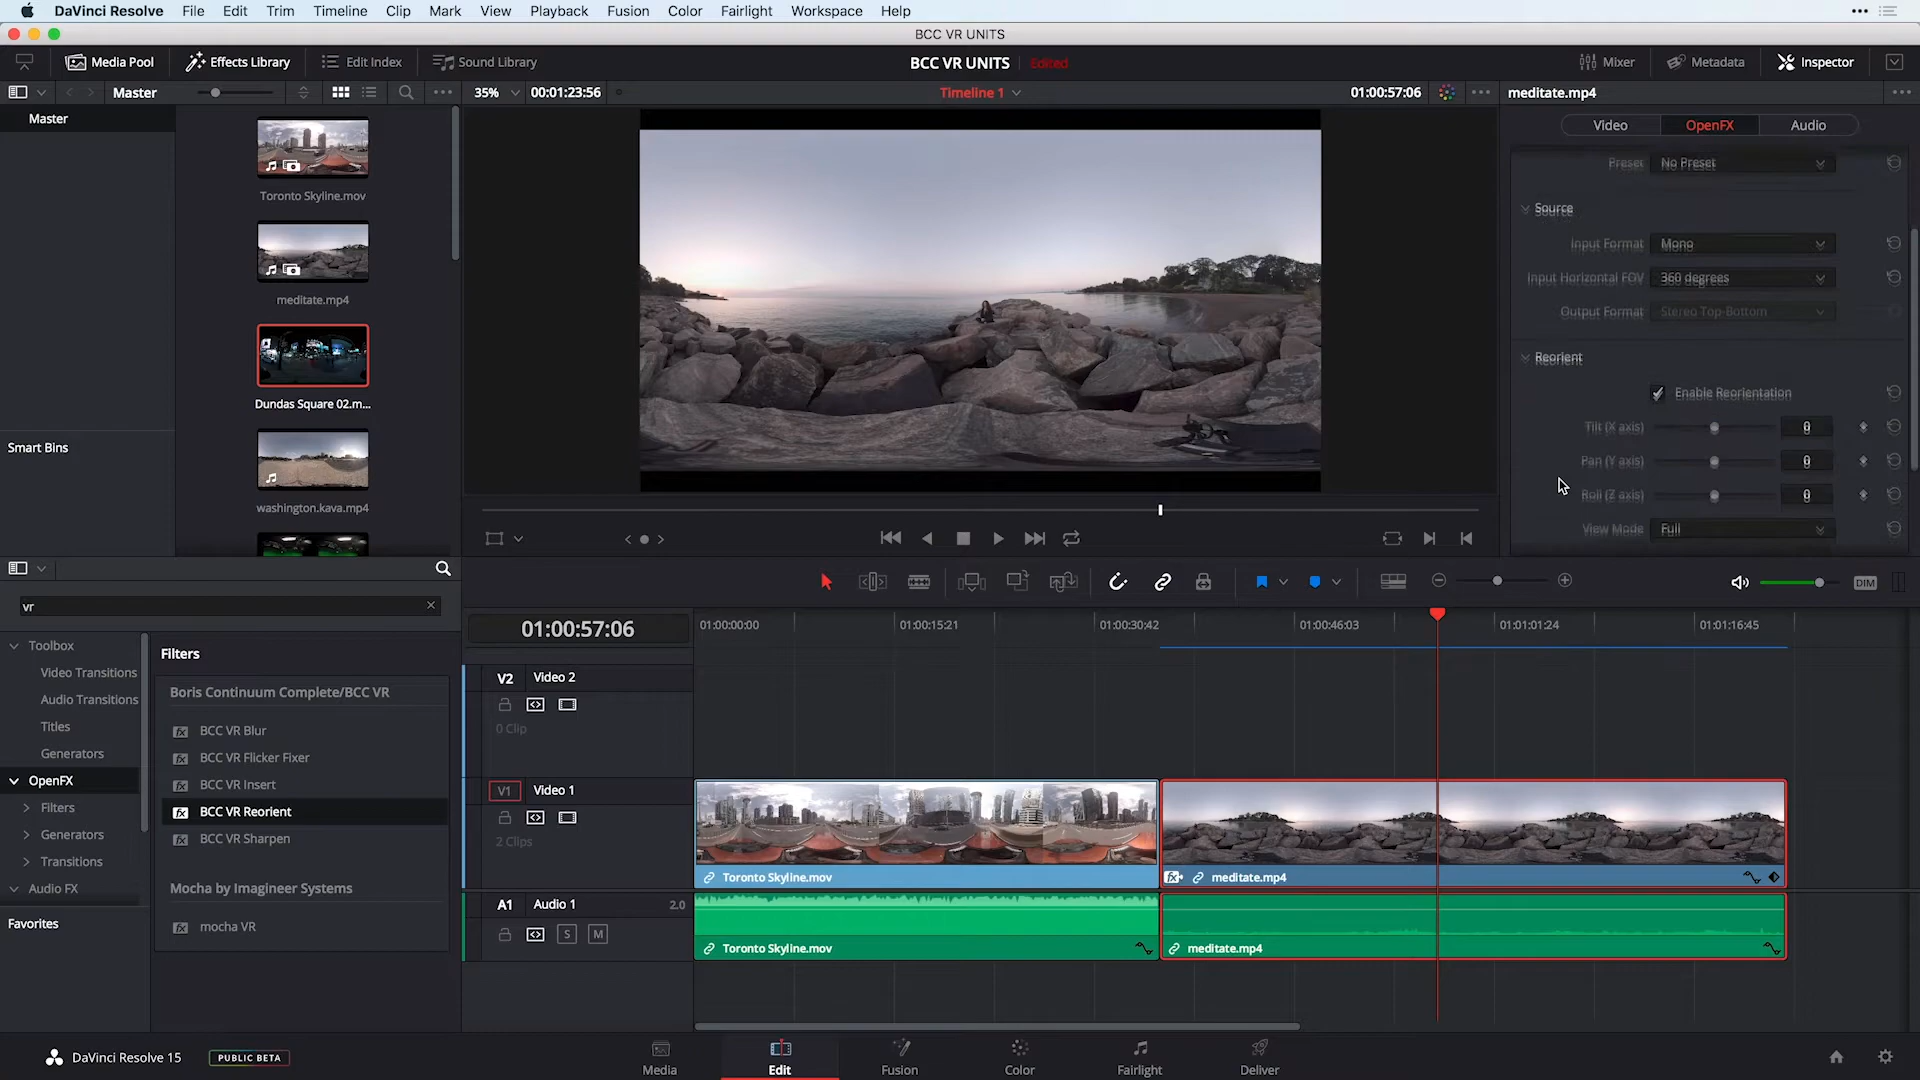 DaVinci Resolve File Edit Trim Timeline Clip Mark View Playback Fusion Color Fairlight Workspace Help
BCC VR UNITS
Media Pool Effects Library Edit Index Sound Library BCC VR UNITS Edited Mixer Metadata Inspector
Master 35% 00:01:23:56 Timeline 1 01:00:57:06 meditate.mp4
Master
Video OpenFX Audio
Toronto Skyline.mov
meditate.mp4
Dundas Square 02.m...
washington.kava.mp4
Smart Bins
Preset No Preset
Source
Input Format Mono
Input Horizontal FOV 360 degrees
Output Format Stereo Top-Bottom
Reorient
Enable Reorientation
Tilt (X axis) 0
Pan (Y axis) 0
Roll (Z axis) 0
View Mode Full
DIM
vr
Toolbox
Video Transitions
Audio Transitions
Titles
Generators
OpenFX
Filters
Generators
Transitions
Audio FX
Favorites
Filters
Boris Continuum Complete/BCC VR
fx BCC VR Blur
fx BCC VR Flicker Fixer
fx BCC VR Insert
fx BCC VR Reorient
fx BCC VR Sharpen
Mocha by Imagineer Systems
fx mocha VR
01:00:57:06 01:00:00:00 01:00:15:21 01:00:30:42 01:00:46:03 01:01:01:24 01:01:16:45
V2 Video 2
0 Clip
V1 Video 1
2 Clips
Toronto Skyline.mov fx meditate.mp4
A1 Audio 1 2.0
S M
Toronto Skyline.mov meditate.mp4
DaVinci Resolve 15 PUBLIC BETA
Media Edit Fusion Color Fairlight Deliver